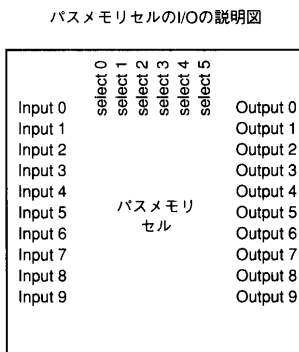 パスメモリセルのI/Oの説明図
select 0
select 1
select 2
select 3
select 4
select 5
Input 0
Input 1
Input 2
Input 3
Input 4
Input 5
Input 6
Input 7
Input 8
Input 9
パスメモリ
セル
Output 0
Output 1
Output 2
Output 3
Output 4
Output 5
Output 6
Output 7
Output 8
Output 9